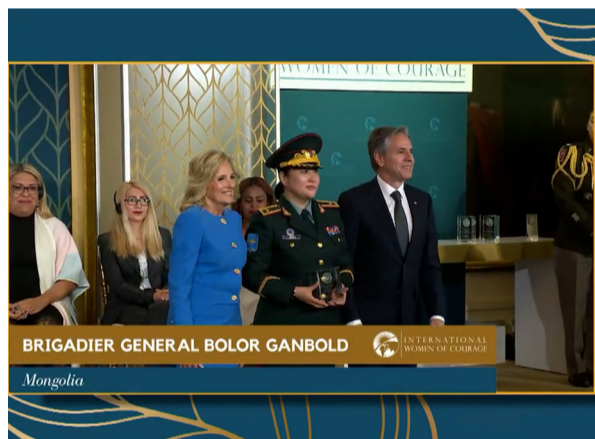 WOMEN OF COURAGE
BRIGADIER GENERAL BOLOR GANBOLD
INTERNATIONAL
WOMEN OF COURAGE
Mongolia